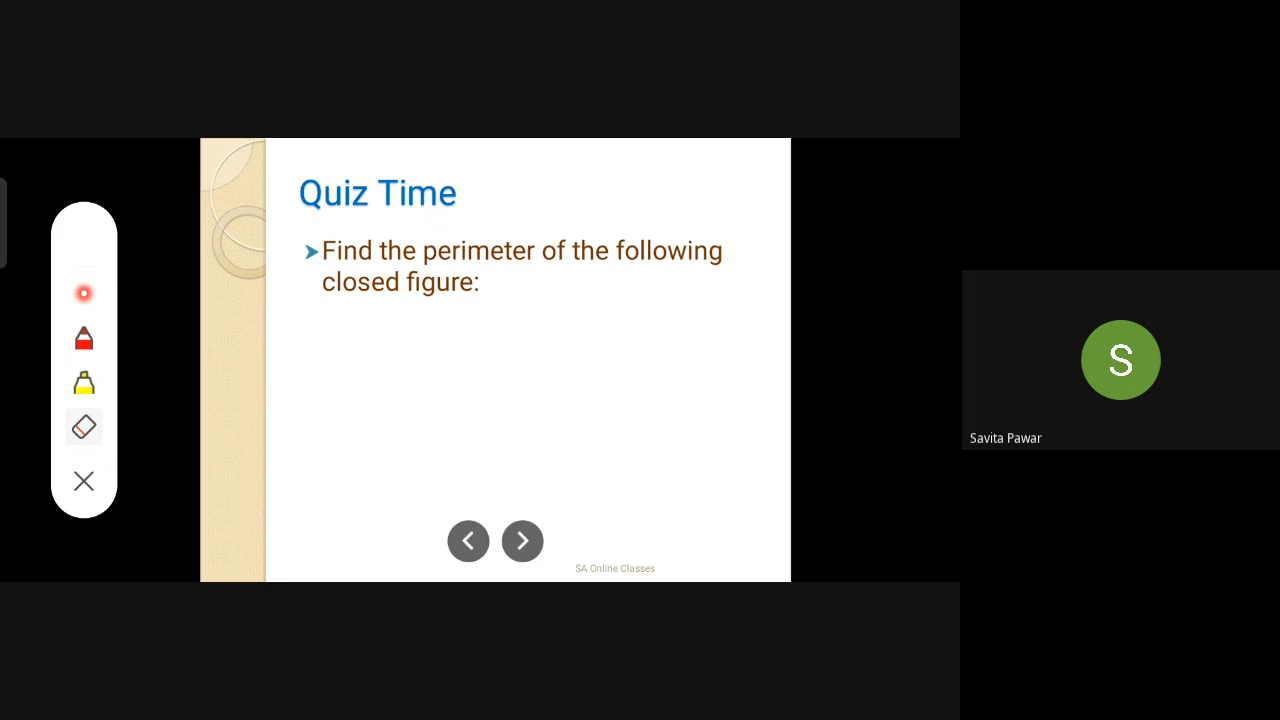 Quiz Time
Find the perimeter of the following
closed figure:
SA Online Classes
S
Savita Pawar